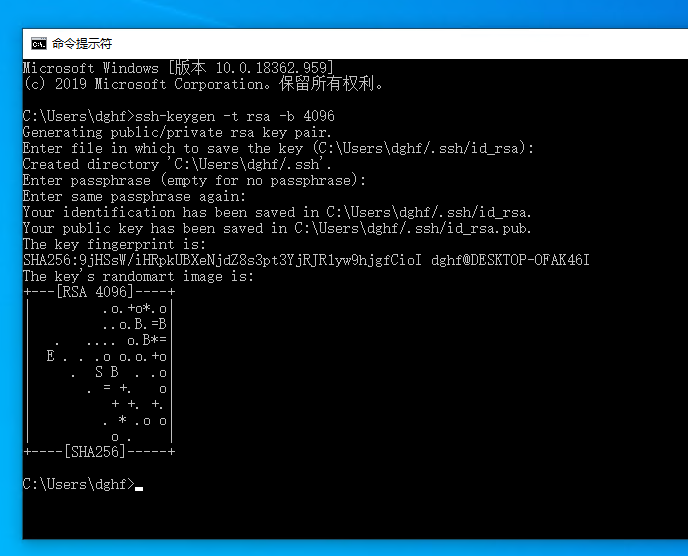 命令提示符
Microsoft Windows [版本 10.0.18362.959]
(c) 2019 Microsoft Corporation。保留所有权利。
C:\Users\dghf>ssh-keygen -t rsa -b 4096
Generating public/private rsa key pair.
Enter file in which to save the key (C:\Users\dghf/.ssh/id_rsa):
Created directory 'C:\Users\dghf/.ssh'.
Enter passphrase (empty for no passphrase):
Enter same passphrase again:
Your identification has been saved in C:\Users\dghf/.ssh/id_rsa.
Your public key has been saved in C:\Users\dghf/.ssh/id_rsa.pub.
The key fingerprint is:
SHA256:9jHSsW/iHRpkUBXeNjdZ8s3pt3YjRJR1yw9hjgfCioI dghf@DESKTOP-OFAK46I
The key's randomart image is:
+---[RSA 4096]----+
|         .o.+o*.o|
|         ..o.B.=B|
|   .   .... o.B*=|
|  E . . .o o.o.+o|
|     .  S B  . .o|
|       . = +.   o|
|          + +. +.|
|         . * .o o|
|          o .    |
+----[SHA256]-----+
C:\Users\dghf>